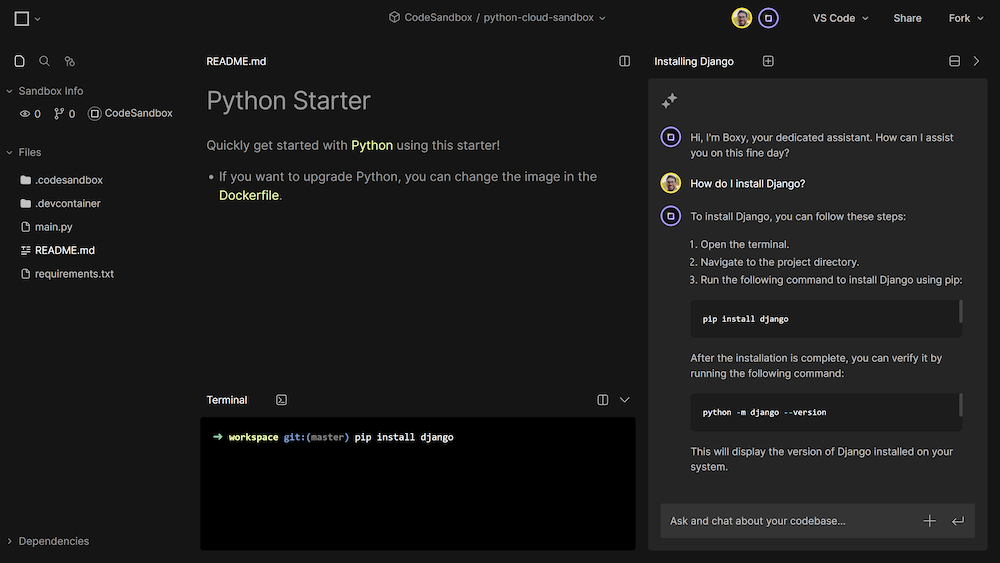 CodeSandbox / python-cloud-sandbox
VS Code
Share
Fork
Sandbox Info
0
0
CodeSandbox
Files
.codesandbox
.devcontainer
main.py
README.md
requirements.txt
Dependencies
README.md
Python Starter
Quickly get started with Python using this starter!
• If you want to upgrade Python, you can change the image in the
Dockerfile.
Terminal
➜ workspace git:(master) pip install django
Installing Django
Hi, I'm Boxy, your dedicated assistant. How can I assist
you on this fine day?
How do I install Django?
To install Django, you can follow these steps:
1. Open the terminal.
2. Navigate to the project directory.
3. Run the following command to install Django using pip:
pip install django
After the installation is complete, you can verify it by
running the following command:
python -m django --version
This will display the version of Django installed on your
system.
Ask and chat about your codebase...